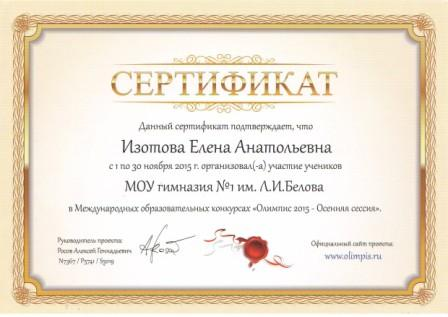 СЕРТИФИКАТ
Данный сертификат подтверждает, что
Изотова Елена Анатольевна
с 1 по 30 ноября 2015 г. организовал(-а) участие учеников
МОУ гимназия №1 им. Л.И.Белова
в Международных образовательных конкурсах «Олимпис 2015 - Осенняя сессия».
Руководитель проекта:
Росов Алексей Геннадьевич
Официальный сайт проекта:
www.olimpis.ru